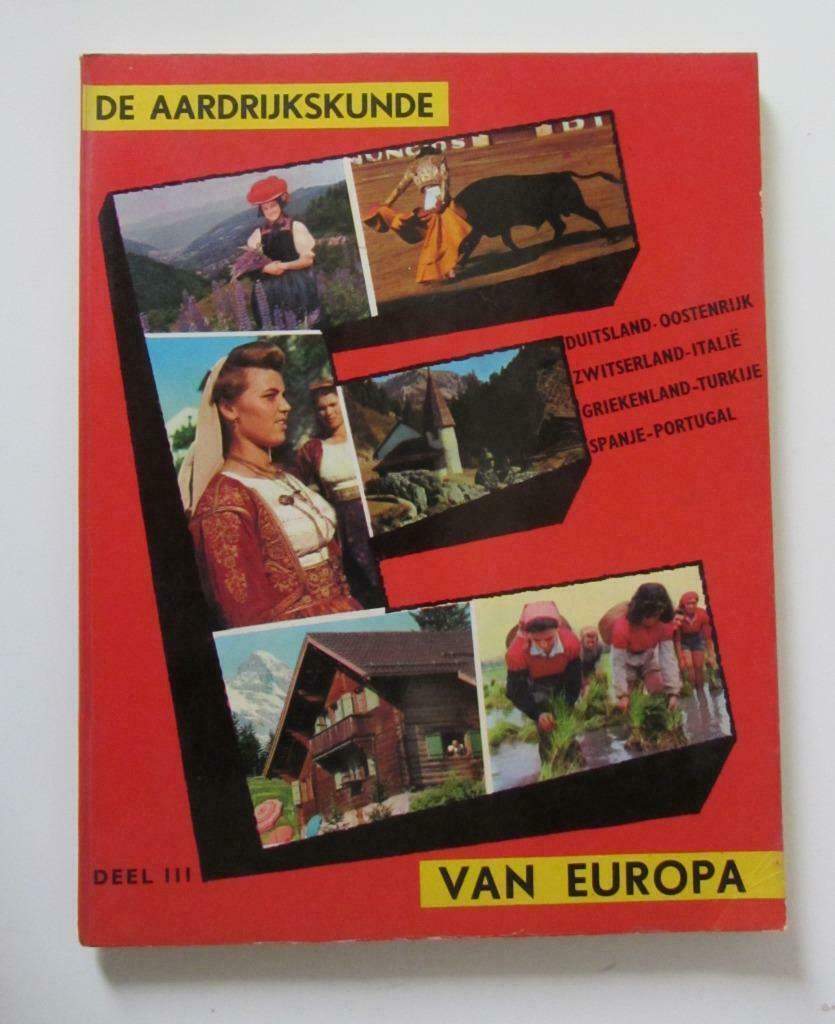 DE AARDRIJKSKUNDE
DUITSLAND-OOSTENRIJK
ZWITSERLAND-ITALIË
GRIEKENLAND-TURKIJE
SPANJE-PORTUGAL
DEEL III
VAN EUROPA